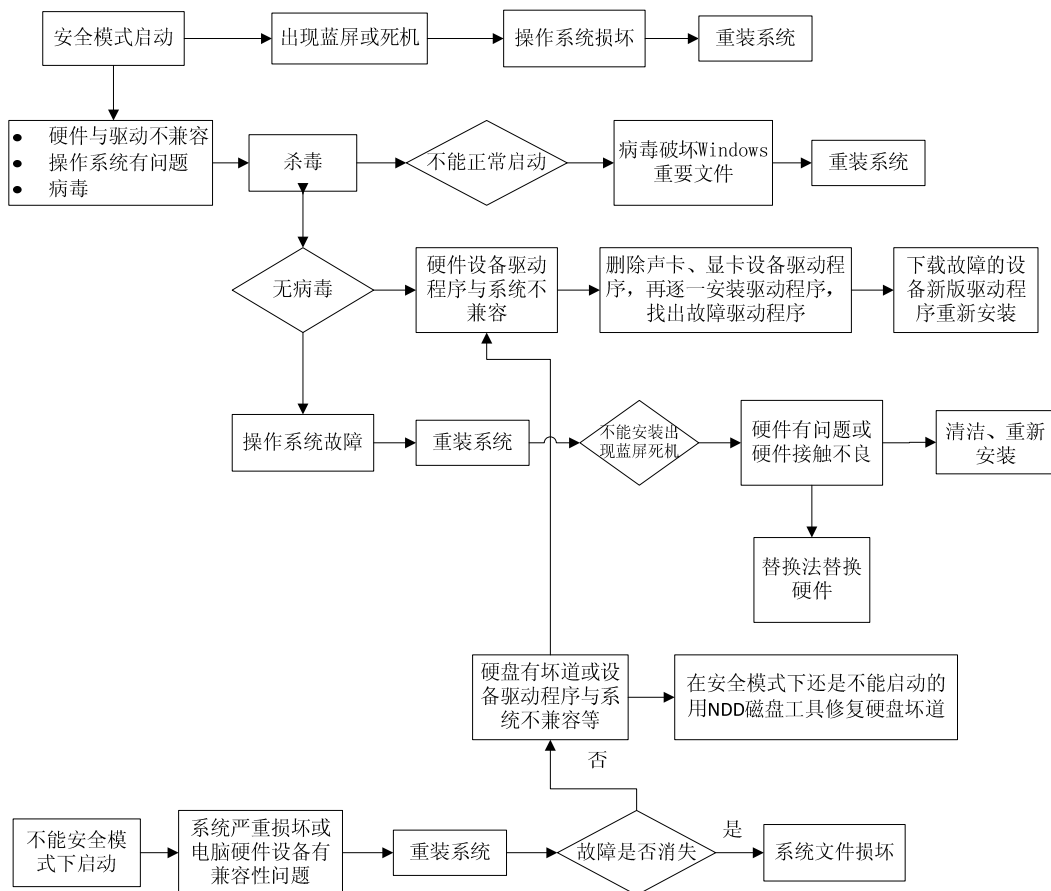 安全模式启动
出现蓝屏或死机
操作系统损坏
重装系统
● 硬件与驱动不兼容
● 操作系统有问题
● 病毒
杀毒
不能正常启动
病毒破坏Windows
重要文件
重装系统
无病毒
硬件设备驱动
程序与系统不
兼容
删除声卡、显卡设备驱动程
序，再逐一安装驱动程序，
找出故障驱动程序
下载故障的设
备新版驱动程
序重新安装
操作系统故障
重装系统
不能安装出
现蓝屏死机
硬件有问题或
硬件接触不良
清洁、重新
安装
替换法替换
硬件
硬盘有坏道或设
备驱动程序与系
统不兼容等
在安全模式下还是不能启动的
用NDD磁盘工具修复硬盘坏道
否
不能安全模
式下启动
系统严重损坏或
电脑硬件设备有
兼容性问题
重装系统
故障是否消失
是
系统文件损坏